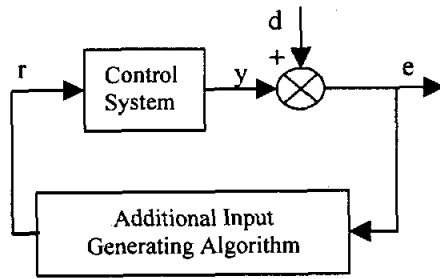 d
r
Control
System
y
+
e
Additional Input
Generating Algorithm